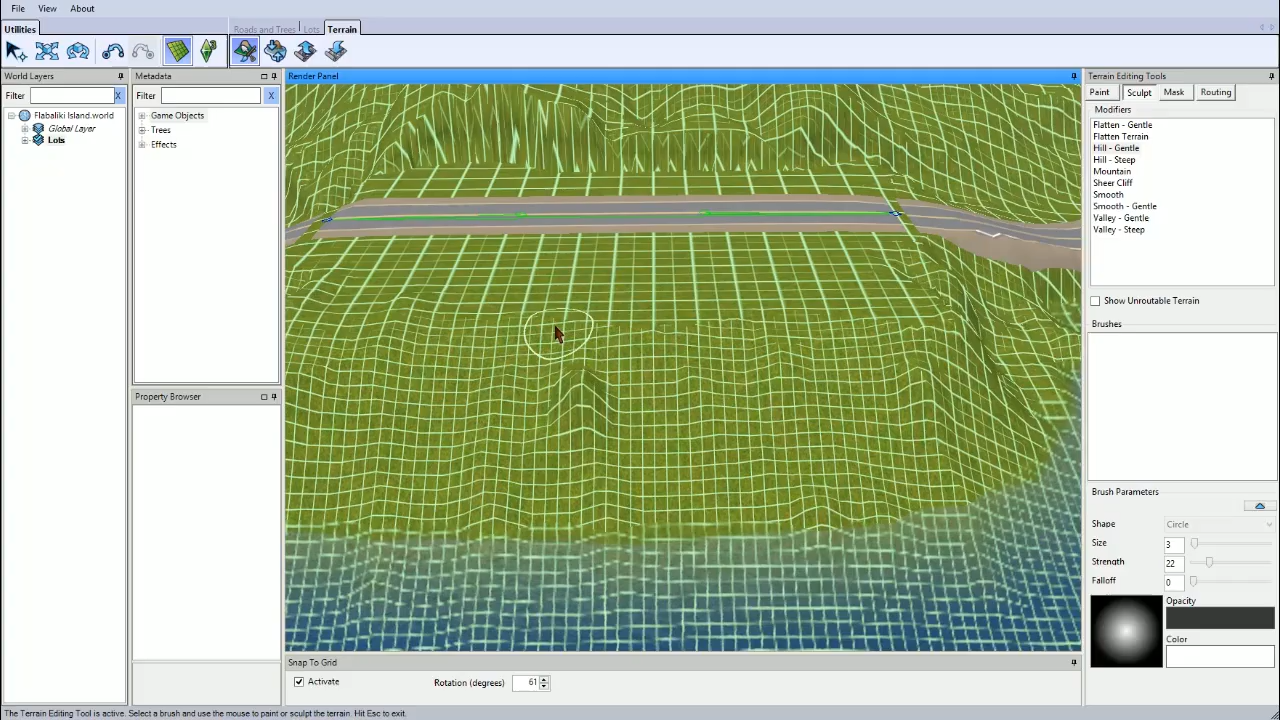 File View About
Utilities
Roads and Trees Lots Terrain
World Layers
Filter X
Flabaliki Island.world
Global Layer
Lots
Metadata
Filter X
Game Objects
Trees
Effects
Property Browser
Render Panel
Snap To Grid
Activate Rotation (degrees) 61
Terrain Editing Tools
Paint Sculpt Mask Routing
Modifiers
Flatten - Gentle
Flatten Terrain
Hill - Gentle
Hill - Steep
Mountain
Sheer Cliff
Smooth
Smooth - Gentle
Valley - Gentle
Valley - Steep
Show Unroutable Terrain
Brushes
Brush Parameters
Shape Circle
Size 3
Strength 22
Falloff 0
Opacity
Color
The Terrain Editing Tool is active. Select a brush and use the mouse to paint or sculpt the terrain. Hit Esc to exit.